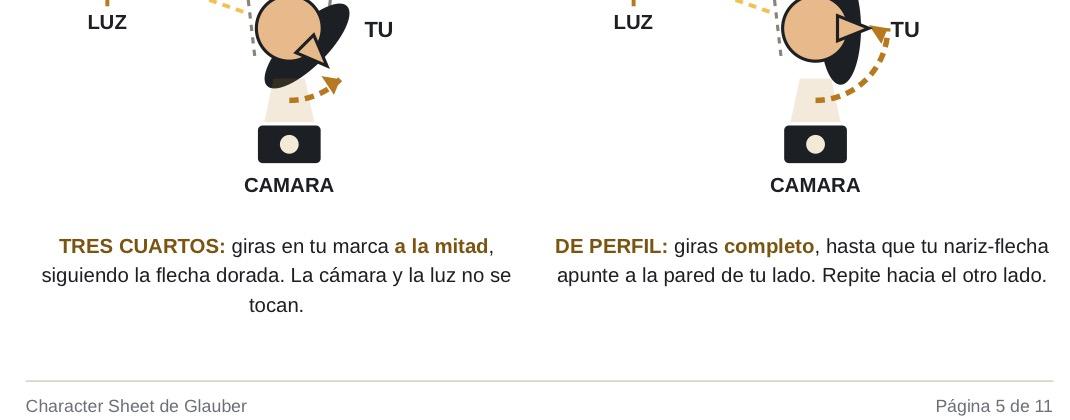 LUZ
TU
CAMARA
TRES CUARTOS: giras en tu marca a la mitad,
siguiendo la flecha dorada. La cámara y la luz no se
tocan.
LUZ
TU
CAMARA
DE PERFIL: giras completo, hasta que tu nariz-flecha
apunte a la pared de tu lado. Repite hacia el otro lado.
Character Sheet de Glauber
Página 5 de 11